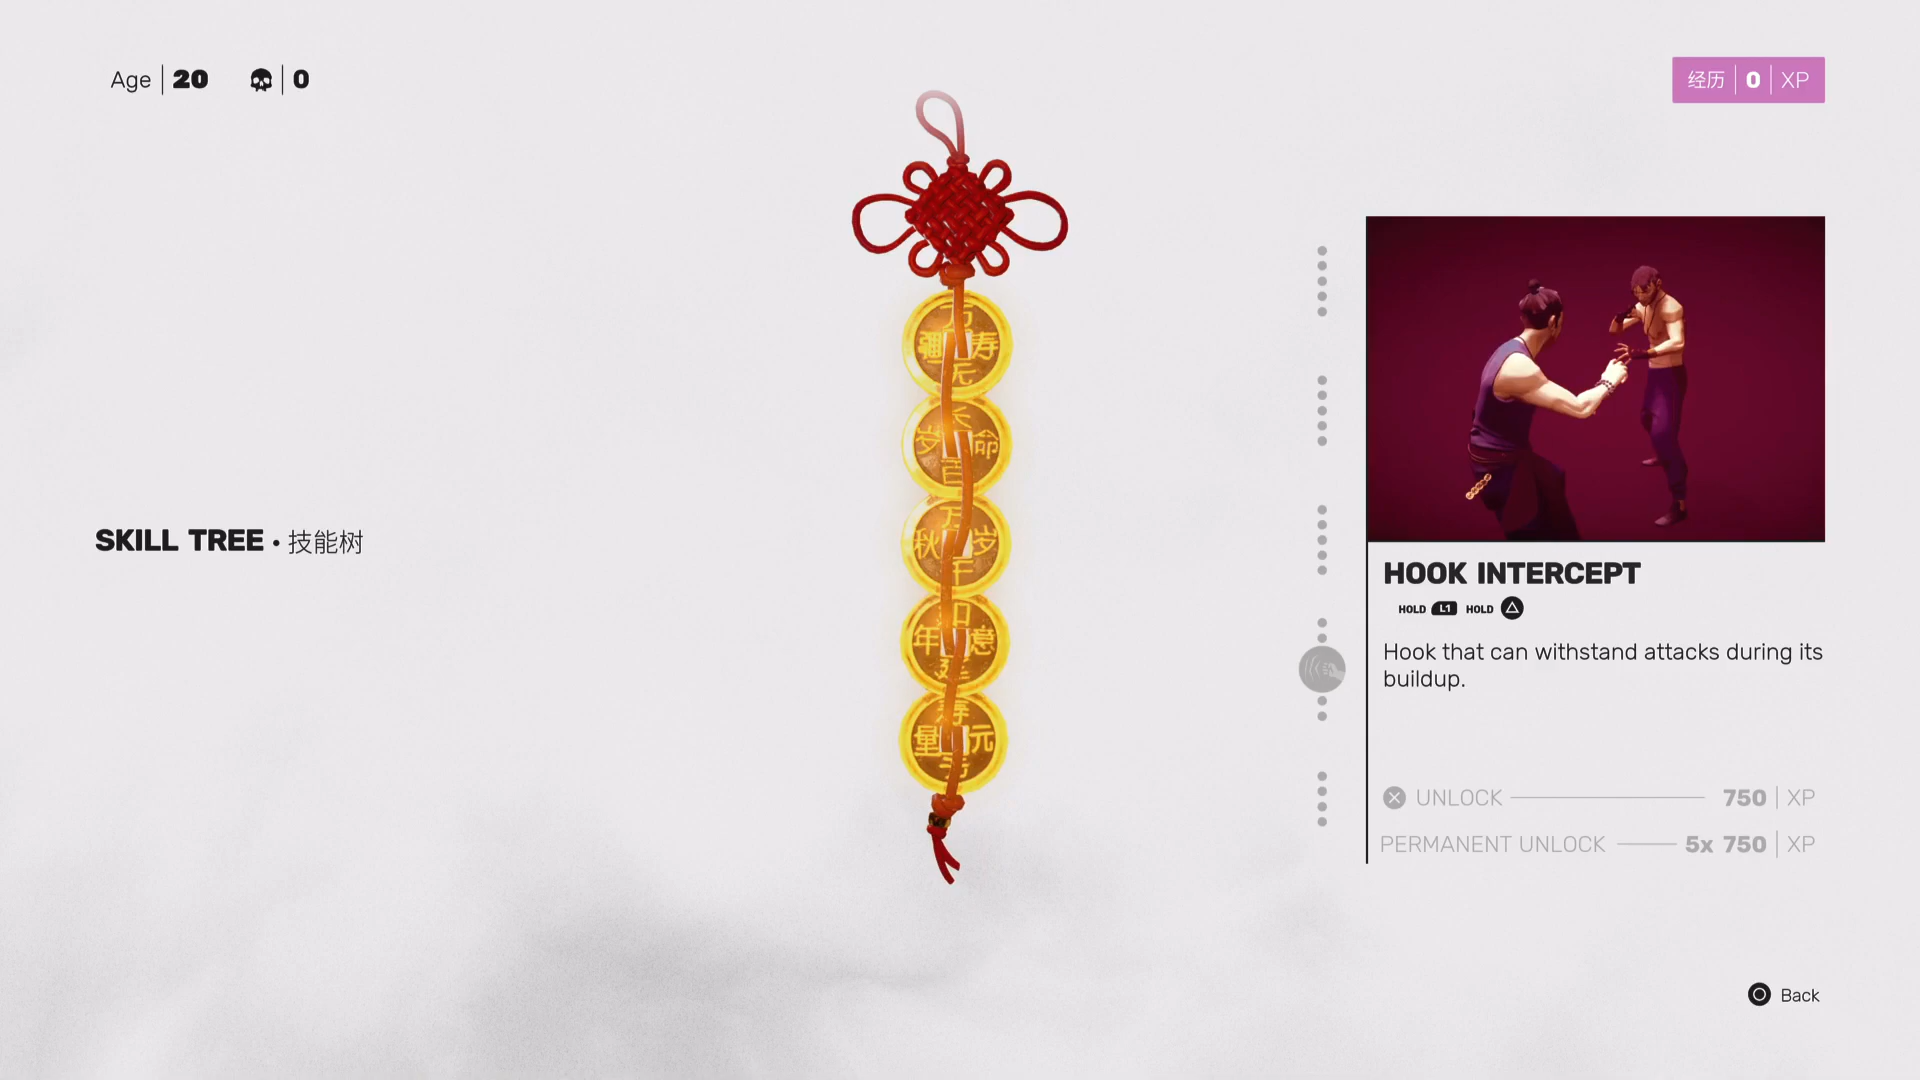 Age | 20 0
经历 | 0 | XP
SKILL TREE · 技能树
HOOK INTERCEPT
HOLD L1 HOLD
Hook that can withstand attacks during its
buildup.
UNLOCK 750 | XP
PERMANENT UNLOCK 5x 750 | XP
Back